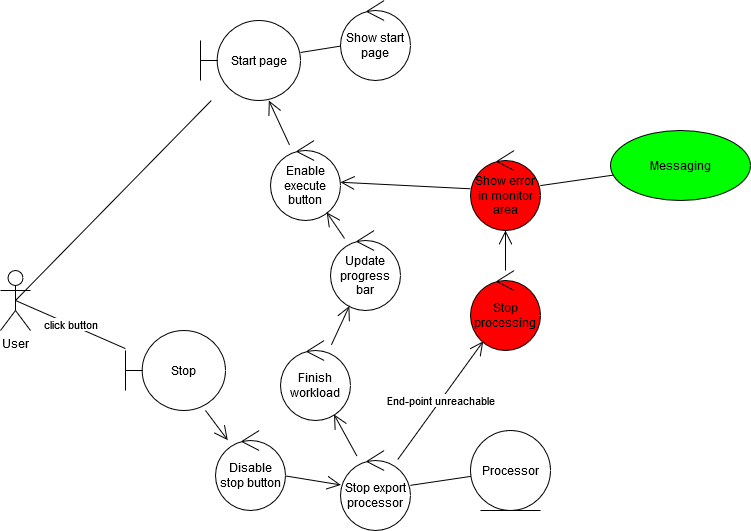 Show start
page
Start page
Messaging
Enable
execute
button
Show error
in monitor
area
Update
progress
bar
Stop
processing
click button
User
Stop
Finish
workload
End-point unreachable
Disable
stop button
Stop export
processor
Processor